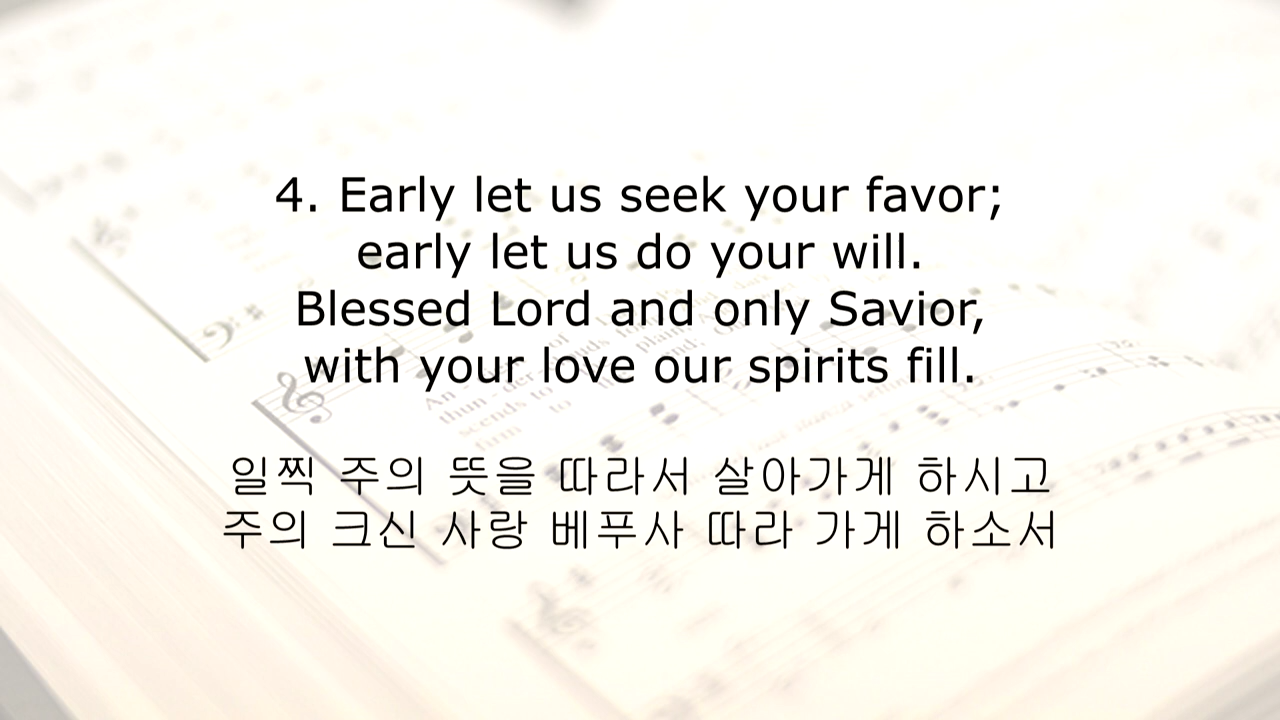 4. Early let us seek your favor;
early let us do your will.
Blessed Lord and only Savior,
with your love our spirits fill.
일찍 주의 뜻을 따라서 살아가게 하시고
주의 크신 사랑 베푸사 따라 가게 하소서